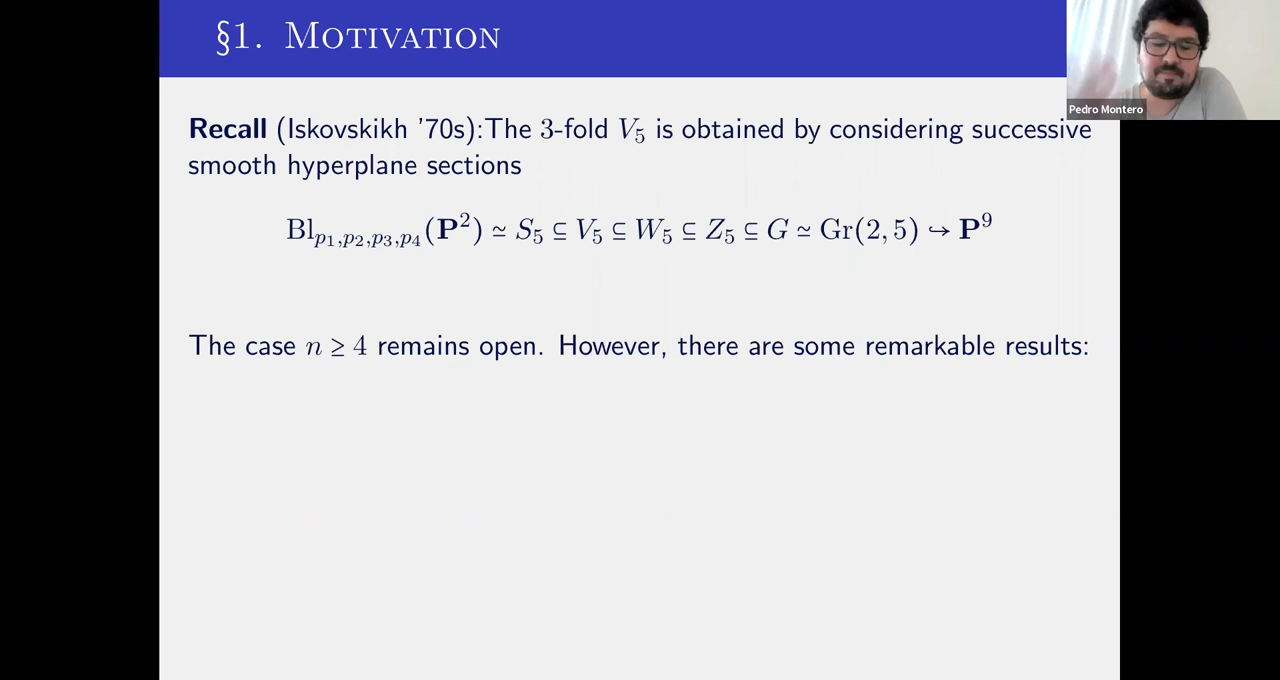 §1. MOTIVATION
Pedro Montero
Recall (Iskovskikh '70s):The 3-fold V₅ is obtained by considering successive
smooth hyperplane sections
Bl_{p₁,p₂,p₃,p₄}(𝐏²) ≃ S₅ ⊆ V₅ ⊆ W₅ ⊆ Z₅ ⊆ G ≃ Gr(2, 5) ↪ 𝐏⁹
The case n ≥ 4 remains open. However, there are some remarkable results: